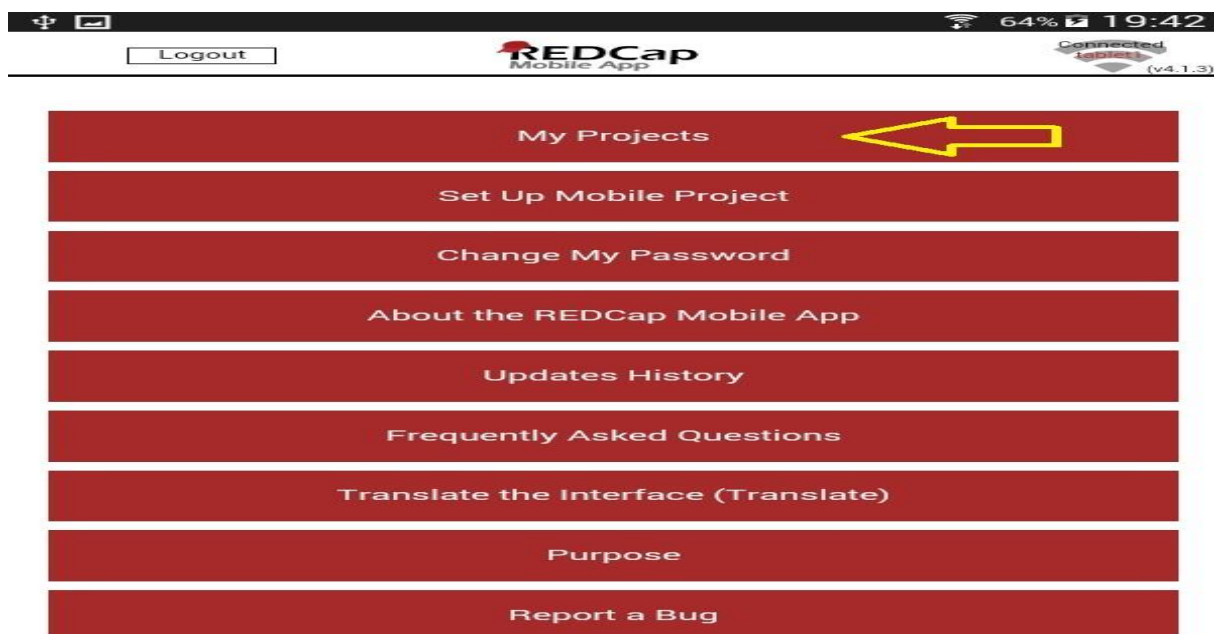 64% 19:42
Logout
REDCap
Mobile App
Connected
tablet1
(v4.1.3)
My Projects
Set Up Mobile Project
Change My Password
About the REDCap Mobile App
Updates History
Frequently Asked Questions
Translate the Interface (Translate)
Purpose
Report a Bug